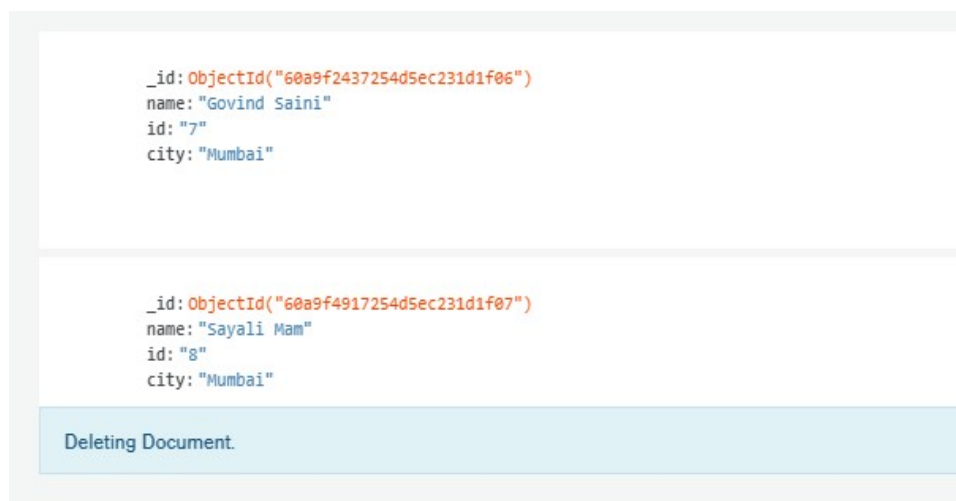 _id: ObjectId("60a9f2437254d5ec231d1f06")
name: "Govind Saini"
id: "7"
city: "Mumbai"
_id: ObjectId("60a9f4917254d5ec231d1f07")
name: "Sayali Mam"
id: "8"
city: "Mumbai"
Deleting Document.